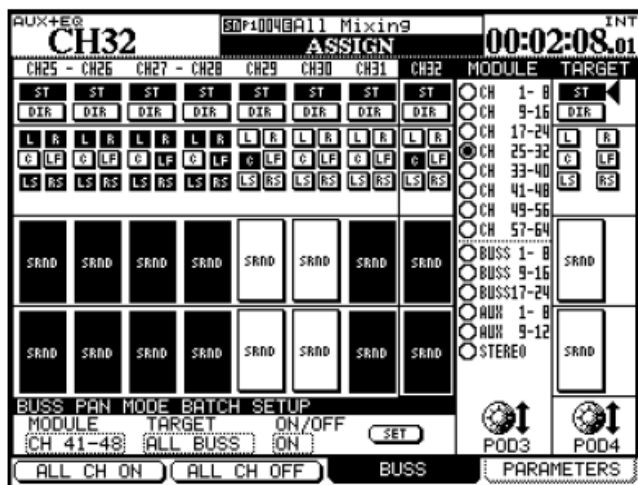 AUX+EQ
CH32
All Mixing
ASSIGN
INT
00:02:08.01
CH25 - CH26 CH27 - CH28 CH29 CH30 CH31 CH32 MODULE TARGET
ST ST ST ST ST ST ST ST CH 1- 8 ST
DIR DIR DIR DIR DIR DIR DIR DIR CH 9-16 DIR
L R L R L R L R L R L R L R L R CH 17-24 L R
C LF C LF C LF C LF C LF C LF C LF C LF CH 25-32 C LF
LS RS LS RS LS RS LS RS LS RS LS RS LS RS LS RS CH 33-40 LS RS
CH 41-48
CH 49-56
CH 57-64
SRND SRND SRND SRND SRND SRND SRND SRND BUSS 1- 8 SRND
BUSS 9-16
BUSS17-24
AUX 1- 8
AUX 9-12
SRND SRND SRND SRND SRND SRND SRND SRND STEREO SRND
BUSS PAN MODE BATCH SETUP
MODULE TARGET ON/OFF
CH 41-48 ALL BUSS ON SET
POD3 POD4
ALL CH ON ALL CH OFF BUSS PARAMETERS